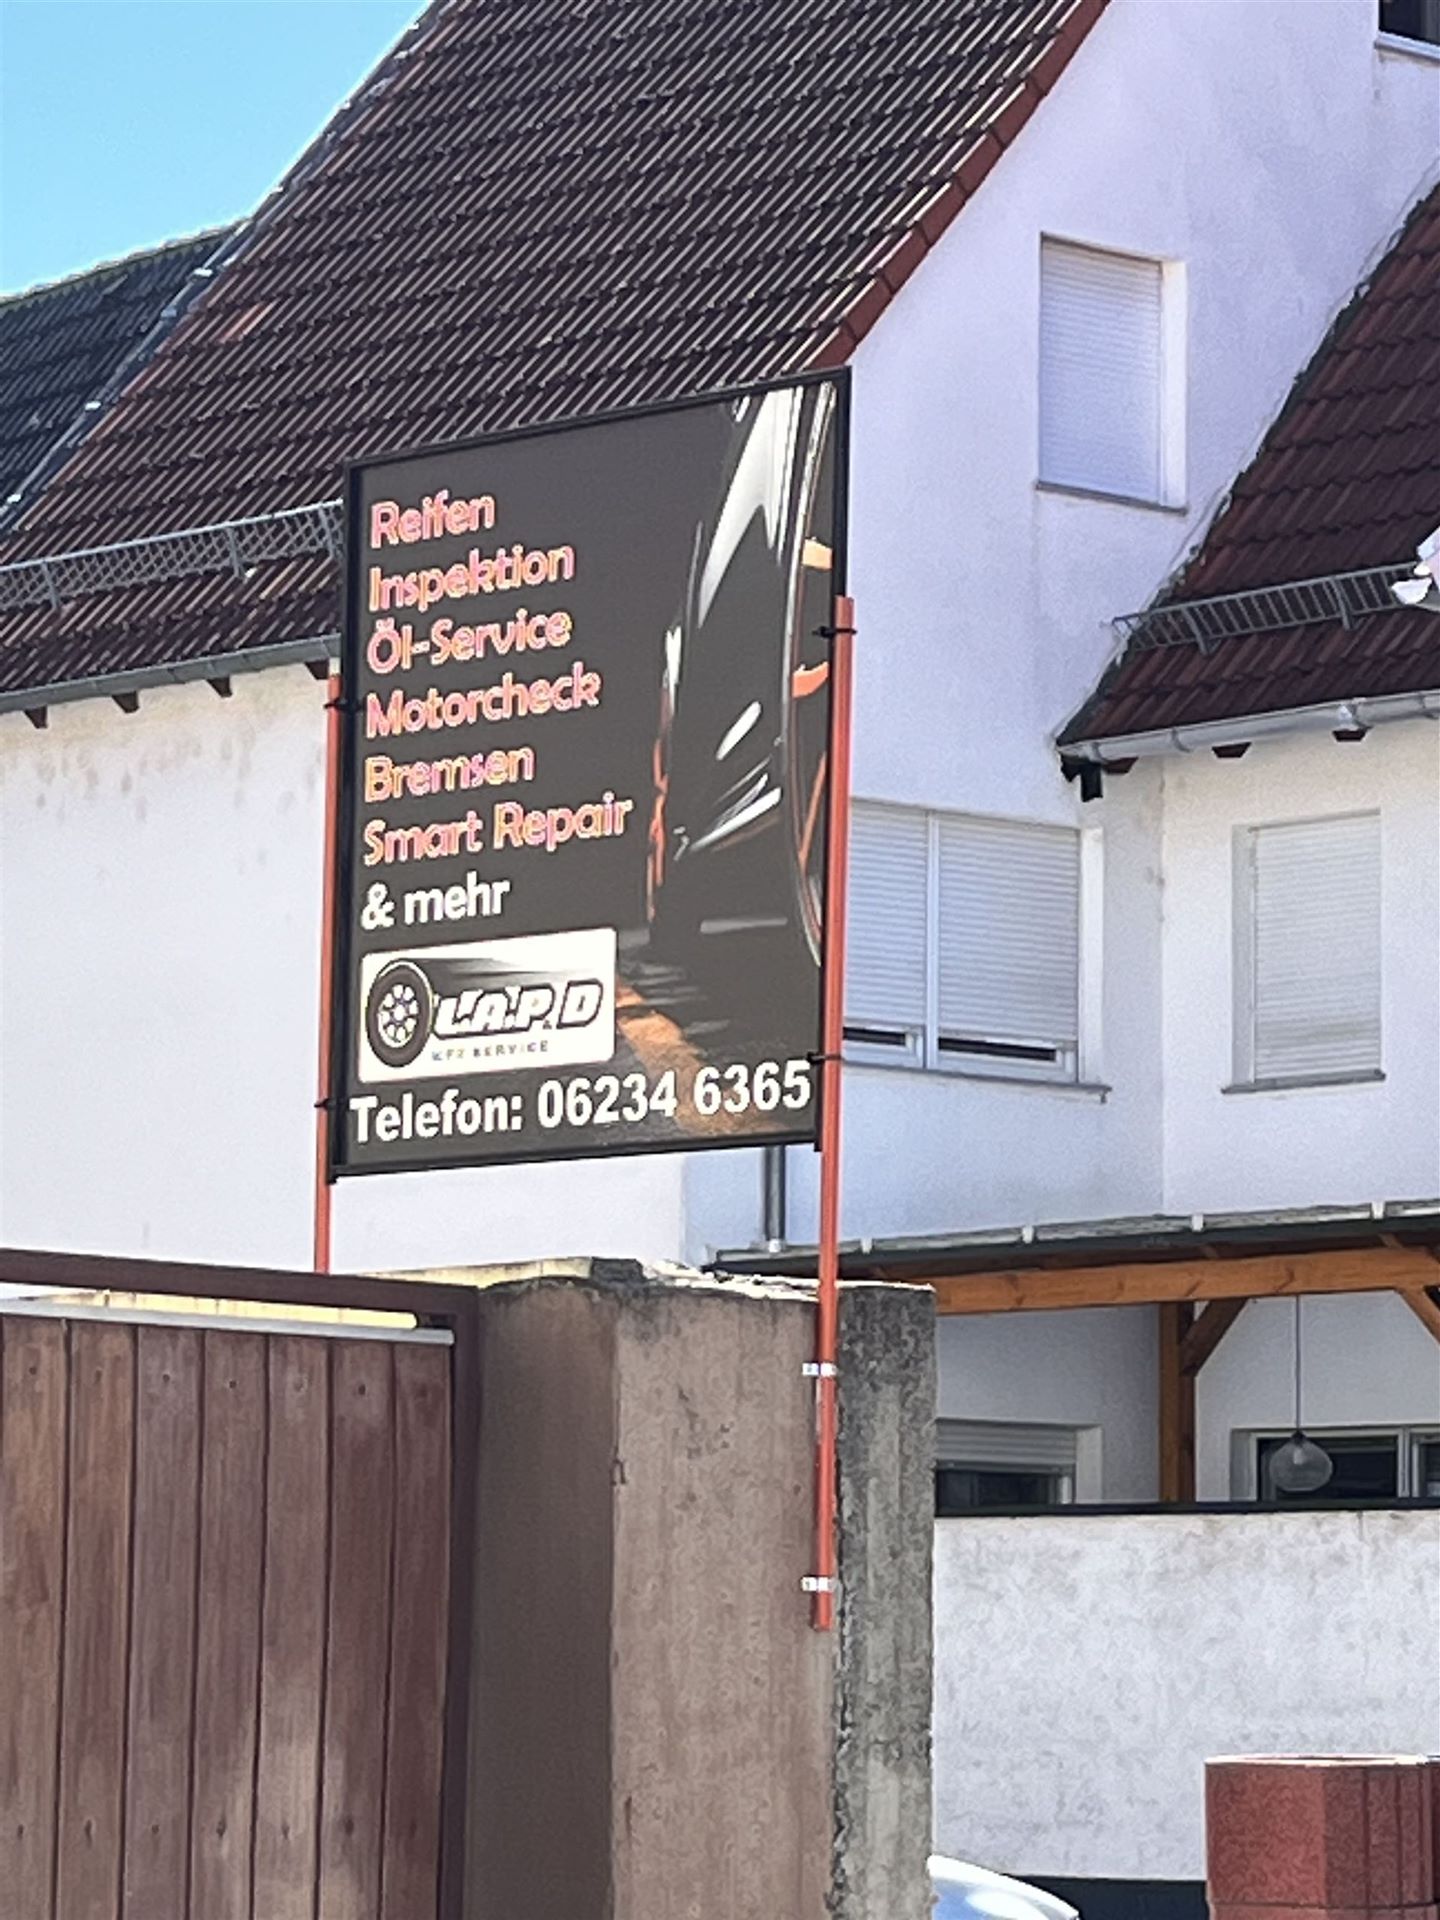 Reifen
Inspektion
Öl-Service
Motorcheck
Bremsen
Smart Repair
& mehr
L.A.P.D
KFZ SERVICE
Telefon: 06234 6365